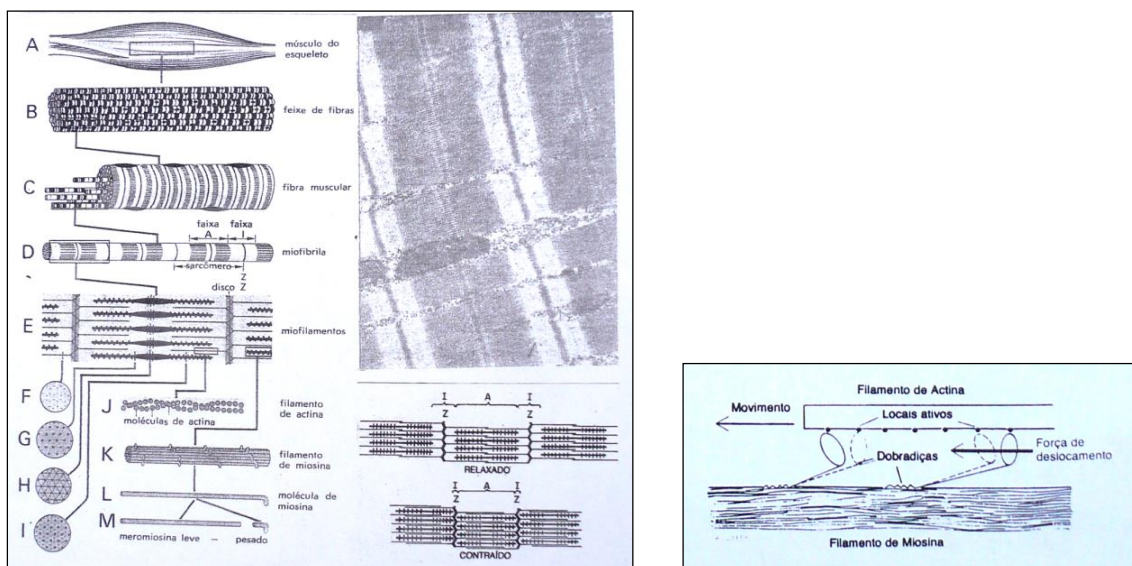 A
músculo do
esqueleto
B
feixe de fibras
C
fibra muscular
faixa
A
faixa
I
D
miofibrila
sarcômero
Z
disco Z
E
miofilamentos
F
G
H
I
J
filamento
de actina
moléculas de actina
K
filamento
de miosina
L
molécula de
miosina
M
meromiosina leve – pesado
I A I
Z Z
RELAXADO
I A I
Z Z
CONTRAÍDO
Filamento de Actina
Movimento
Locais ativos
Força de
deslocamento
Dobradiças
Filamento de Miosina